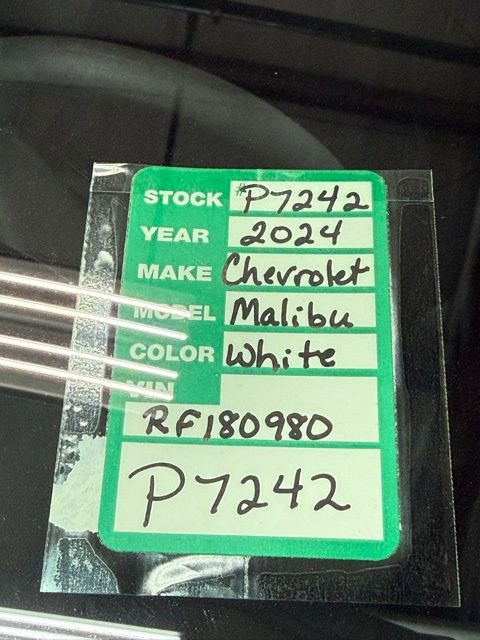 STOCK #P7242
YEAR 2024
MAKE Chevrolet
MODEL Malibu
COLOR White
VIN
RF180980
P7242